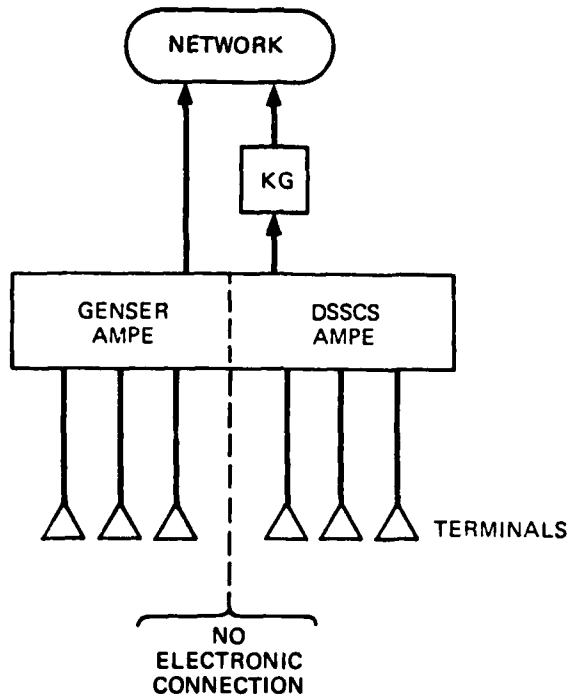 NETWORK
KG
GENSER
AMPE
DSSCS
AMPE
TERMINALS
NO
ELECTRONIC
CONNECTION